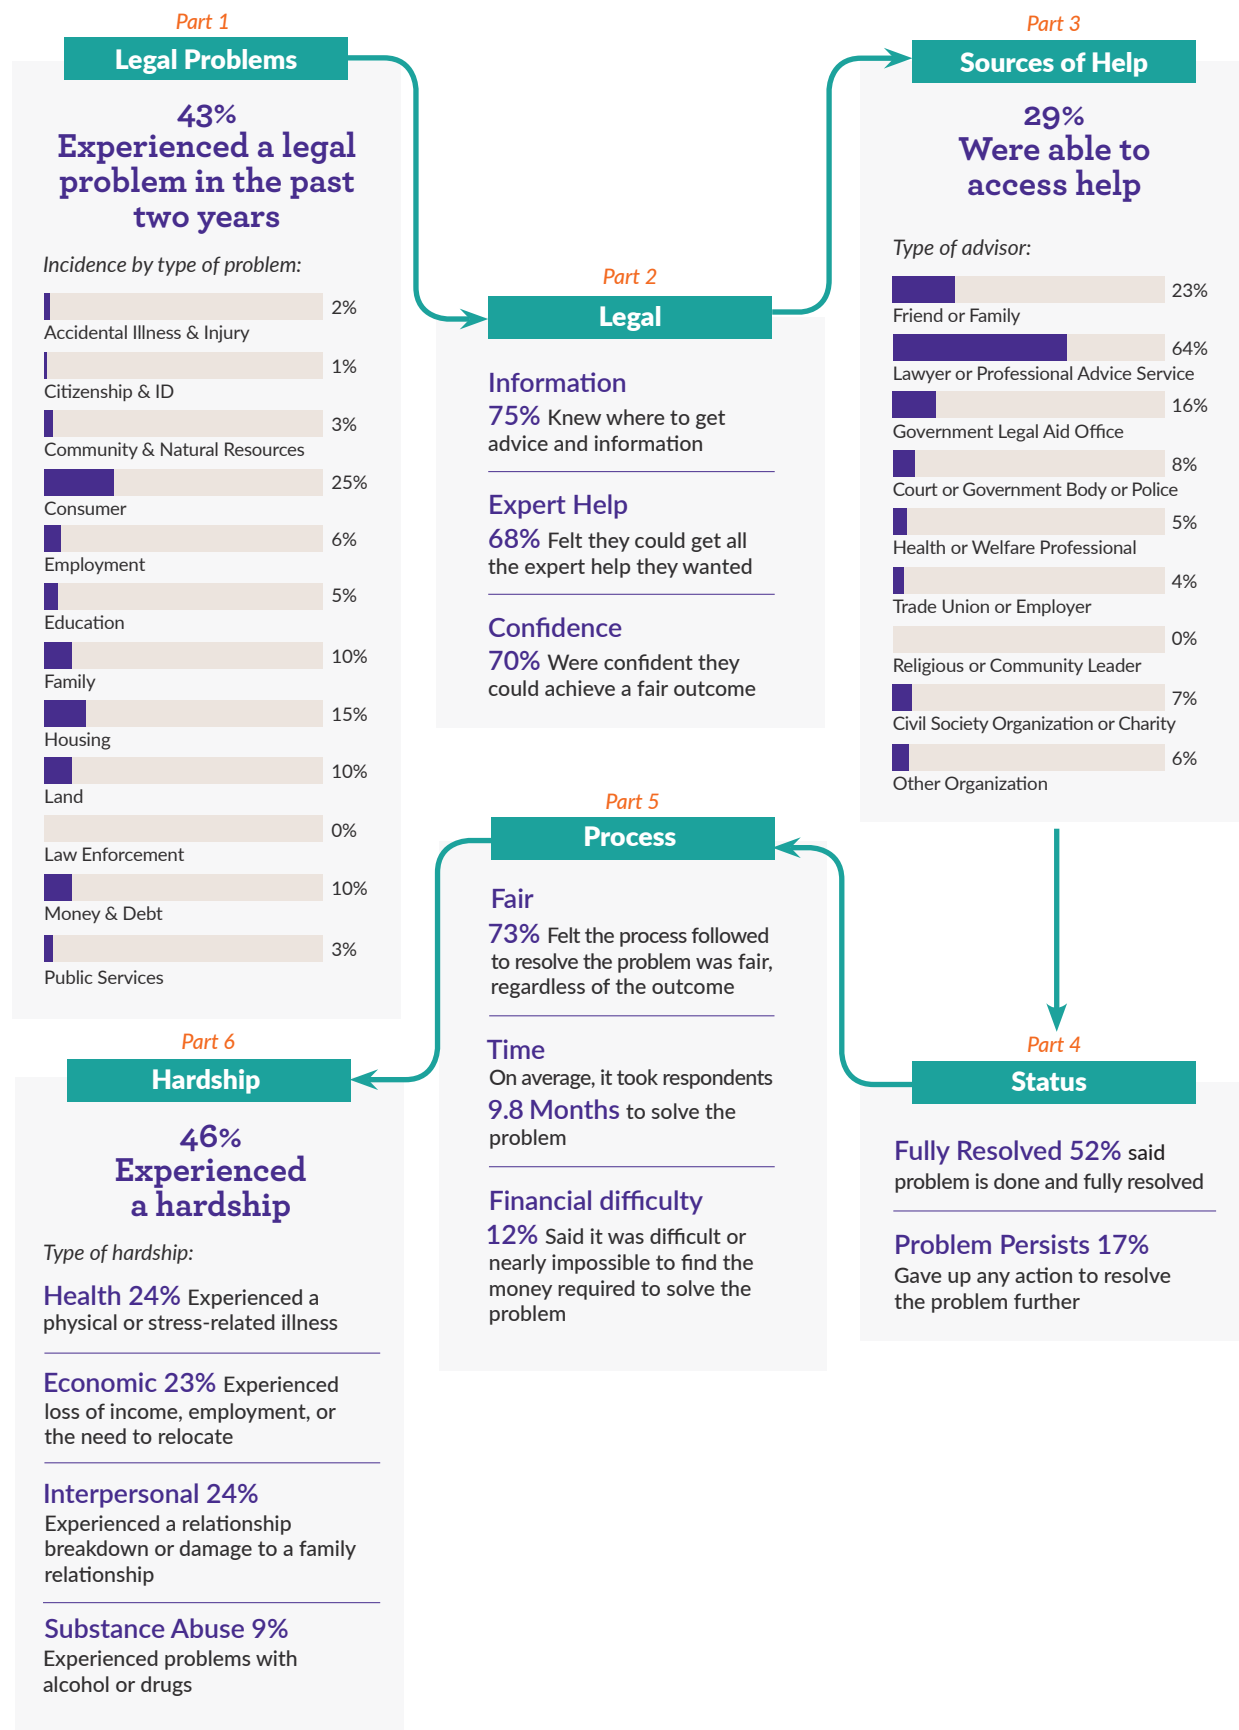 Part 1
Legal Problems
43%
Experienced a legal
problem in the past
two years
Incidence by type of problem:
2%
Accidental Illness & Injury
1%
Citizenship & ID
3%
Community & Natural Resources
25%
Consumer
6%
Employment
5%
Education
10%
Family
15%
Housing
10%
Land
0%
Law Enforcement
10%
Money & Debt
3%
Public Services
Part 2
Legal
Information
75% Knew where to get
advice and information
Expert Help
68% Felt they could get all
the expert help they wanted
Confidence
70% Were confident they
could achieve a fair outcome
Part 3
Sources of Help
29%
Were able to
access help
Type of advisor:
23%
Friend or Family
64%
Lawyer or Professional Advice Service
16%
Government Legal Aid Office
8%
Court or Government Body or Police
5%
Health or Welfare Professional
4%
Trade Union or Employer
0%
Religious or Community Leader
7%
Civil Society Organization or Charity
6%
Other Organization
Part 4
Status
Fully Resolved 52% said
problem is done and fully resolved
Problem Persists 17%
Gave up any action to resolve
the problem further
Part 5
Process
Fair
73% Felt the process followed
to resolve the problem was fair,
regardless of the outcome
Time
On average, it took respondents
9.8 Months to solve the
problem
Financial difficulty
12% Said it was difficult or
nearly impossible to find the
money required to solve the
problem
Part 6
Hardship
46%
Experienced
a hardship
Type of hardship:
Health 24% Experienced a
physical or stress-related illness
Economic 23% Experienced
loss of income, employment, or
the need to relocate
Interpersonal 24%
Experienced a relationship
breakdown or damage to a family
relationship
Substance Abuse 9%
Experienced problems with
alcohol or drugs